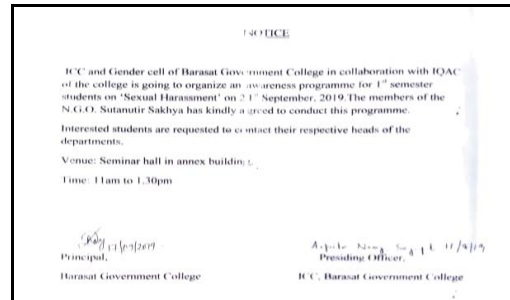 NOTICE
ICC and Gender cell of Barasat Government College in collaboration with IQAC
of the college is going to organize an awareness programme for 1st semester
students on 'Sexual Harassment' on 21st September, 2019.The members of the
N.G.O. Sutanutir Sakhya has kindly agreed to conduct this programme.
Interested students are requested to contact their respective heads of the
departments.
Venue: Seminar hall in annex building
Time: 11am to 1.30pm
11/9/19
Principal,
Presiding Officer,
Barasat Government College
ICC, Barasat Government College